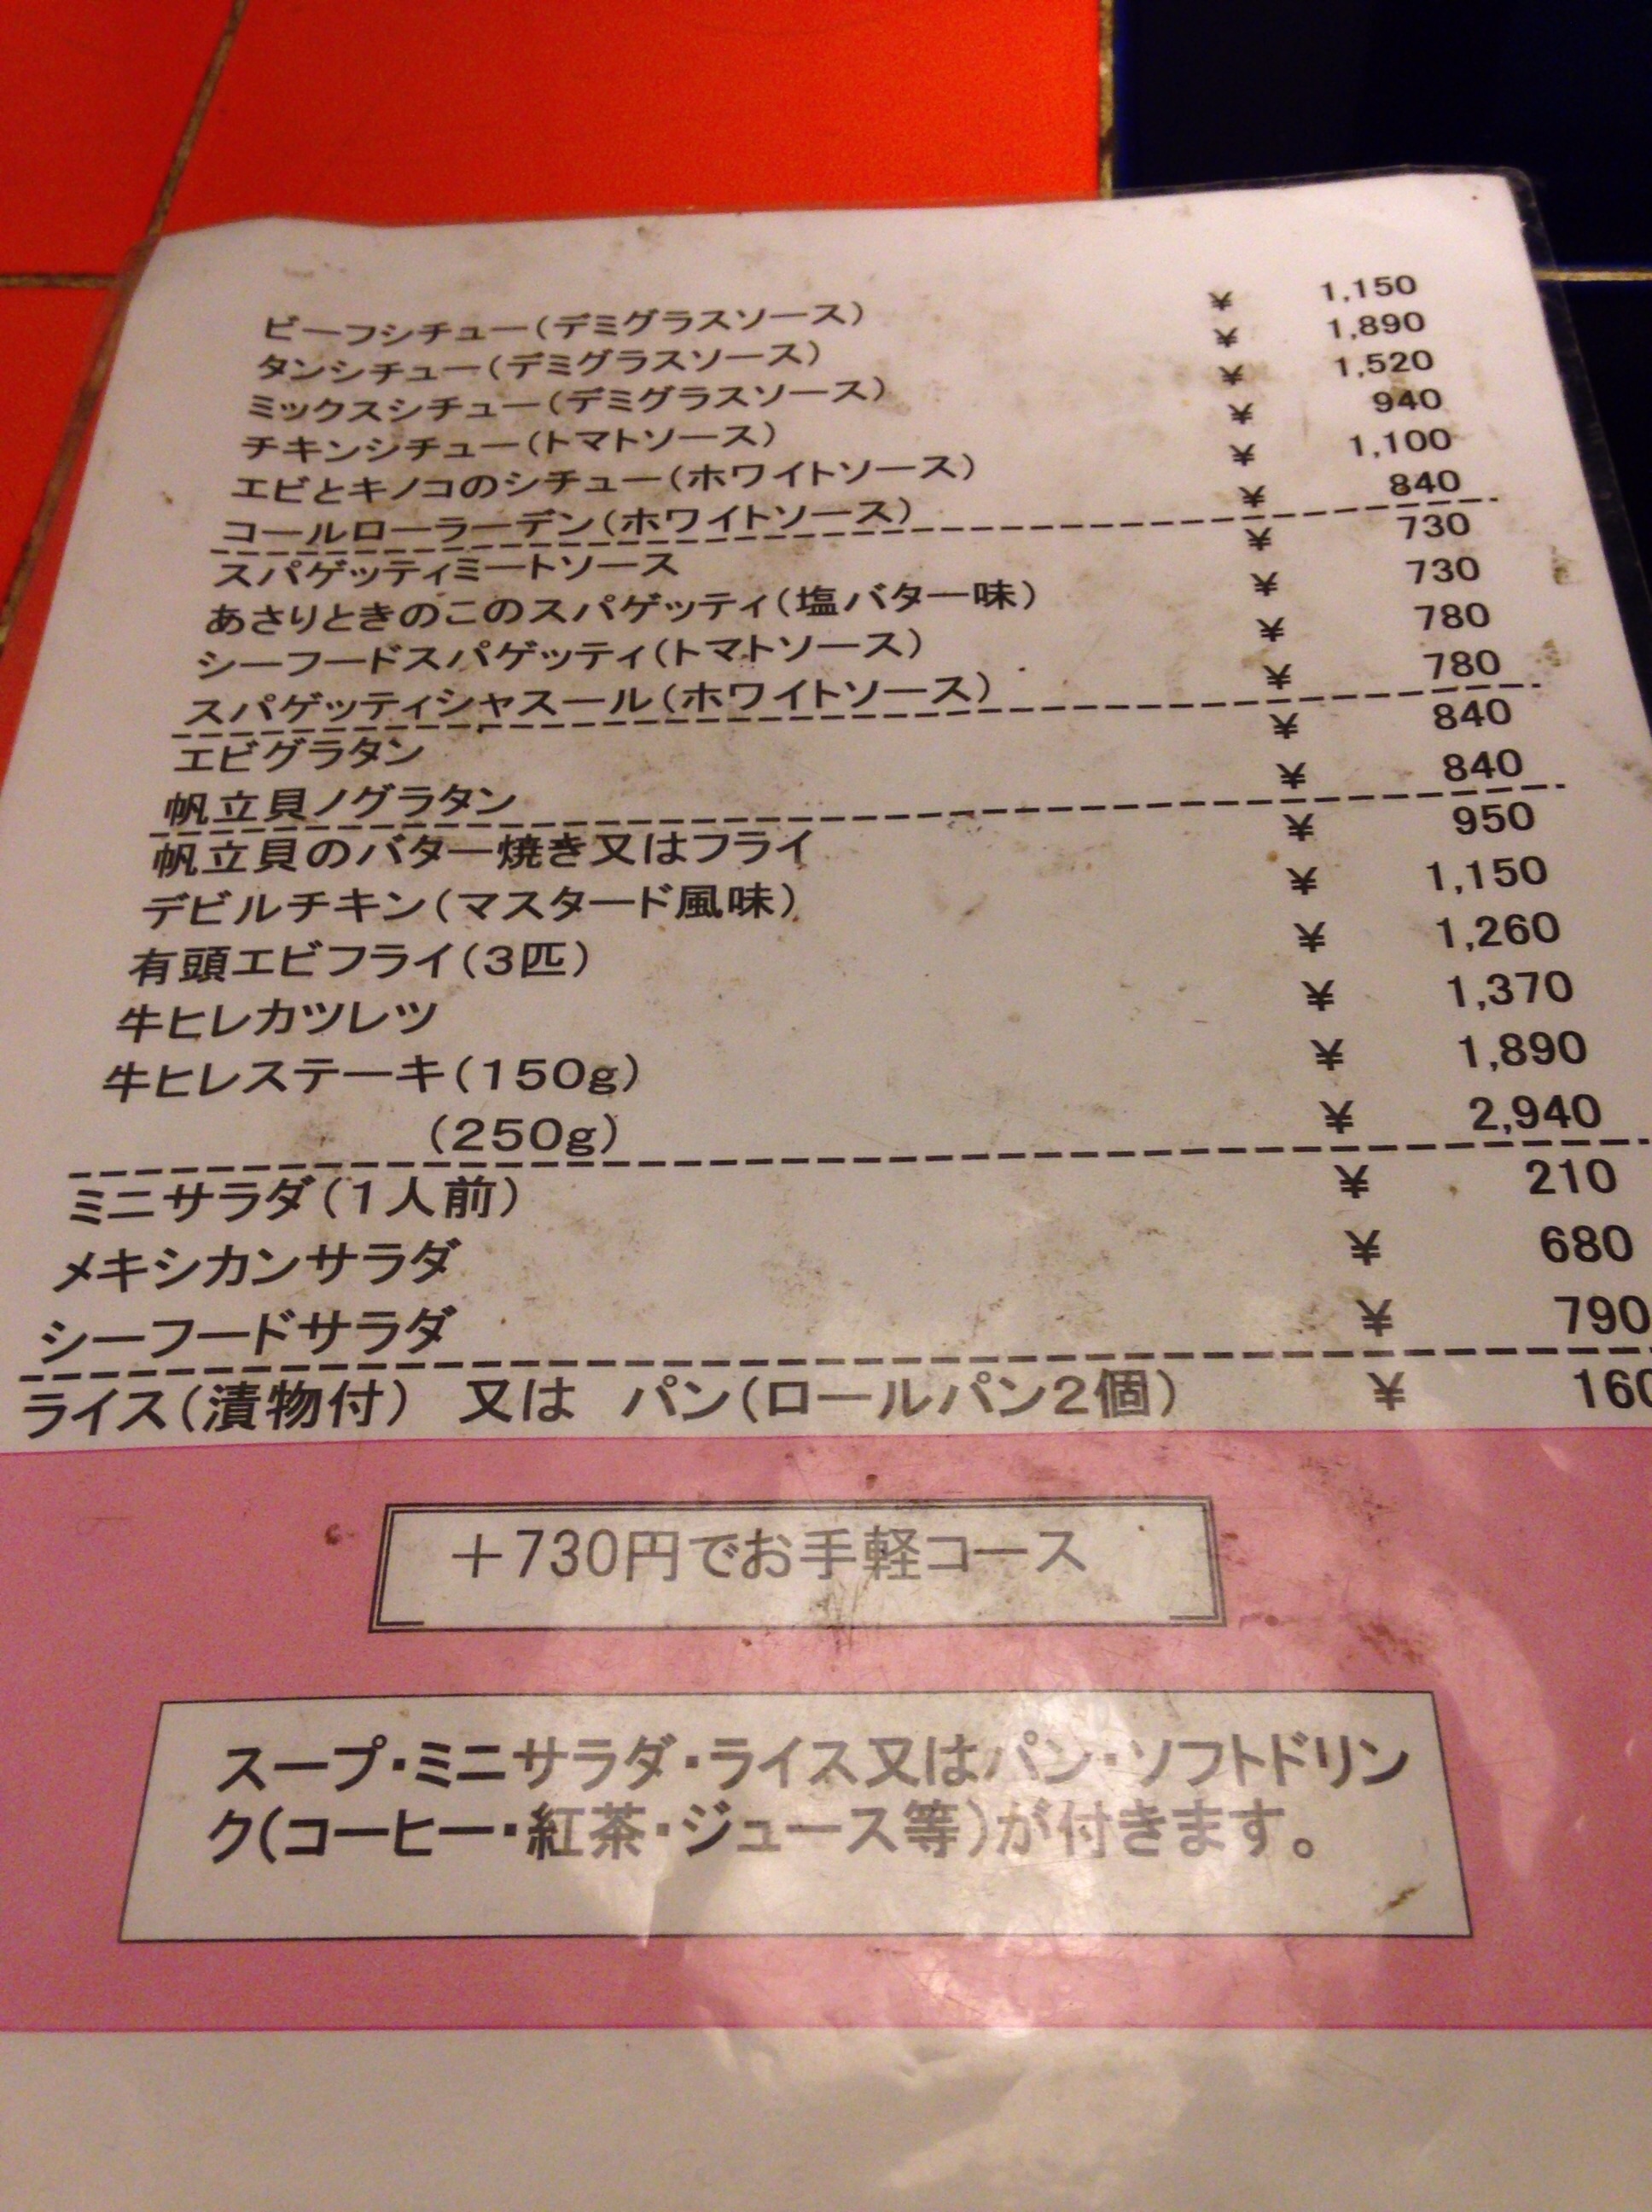 ビーフシチュー(デミグラスソース) ¥ 1,150
タンシチュー(デミグラスソース) ¥ 1,890
ミックスシチュー(デミグラスソース) ¥ 1,520
チキンシチュー(トマトソース) ¥ 940
エビとキノコのシチュー(ホワイトソース) ¥ 1,100
コールローラーデン(ホワイトソース) ¥ 840
スパゲッティミートソース ¥ 730
あさりときのこのスパゲッティ(塩バター味) ¥ 730
シーフードスパゲッティ(トマトソース) ¥ 780
スパゲッティシャスール(ホワイトソース) ¥ 780
エビグラタン ¥ 840
帆立貝ノグラタン ¥ 840
帆立貝のバター焼き又はフライ ¥ 950
デビルチキン(マスタード風味) ¥ 1,150
有頭エビフライ(3匹) ¥ 1,260
牛ヒレカツレツ ¥ 1,370
牛ヒレステーキ(150g) ¥ 1,890
(250g) ¥ 2,940
ミニサラダ(1人前) ¥ 210
メキシカンサラダ ¥ 680
シーフードサラダ ¥ 790
ライス(漬物付) 又は パン(ロールパン2個) ¥ 160
+730円でお手軽コース
スープ・ミニサラダ・ライス又はパン・ソフトドリン
ク(コーヒー・紅茶・ジュース等)が付きます。